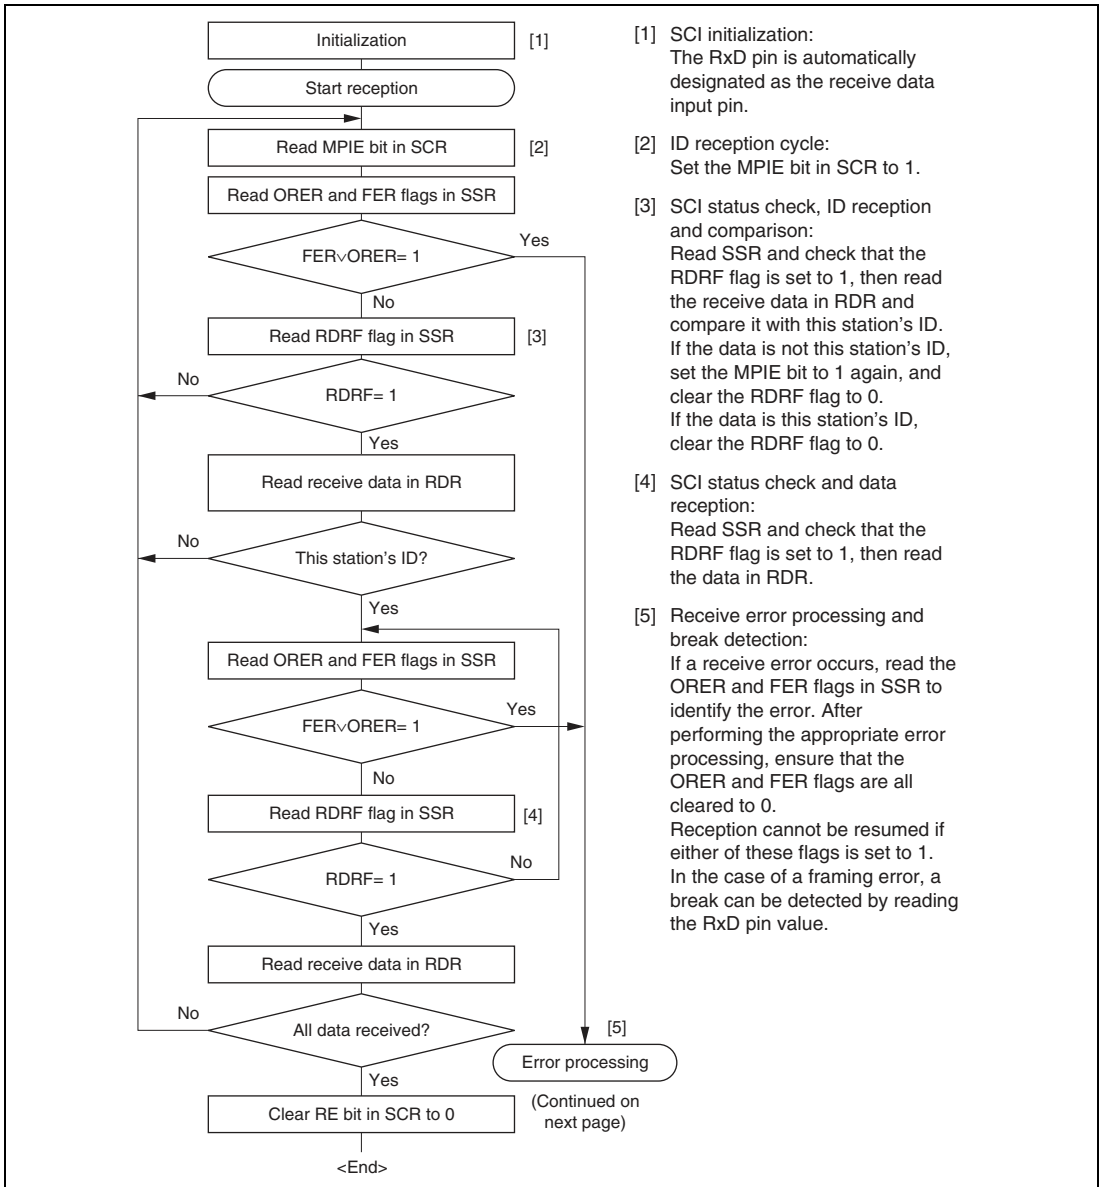 Initialization
[1]
Start reception
Read MPIE bit in SCR
[2]
Read ORER and FER flags in SSR
FER∨ORER= 1
Yes
No
Read RDRF flag in SSR
[3]
No
RDRF= 1
Yes
Read receive data in RDR
No
This station's ID?
Yes
Read ORER and FER flags in SSR
Yes
FER∨ORER= 1
No
Read RDRF flag in SSR
[4]
No
RDRF= 1
Yes
Read receive data in RDR
No
All data received?
[5]
Error processing
Yes
Clear RE bit in SCR to 0
(Continued on
next page)
<End>
[1] SCI initialization:
The RxD pin is automatically
designated as the receive data
input pin.
[2] ID reception cycle:
Set the MPIE bit in SCR to 1.
[3] SCI status check, ID reception
and comparison:
Read SSR and check that the
RDRF flag is set to 1, then read
the receive data in RDR and
compare it with this station's ID.
If the data is not this station's ID,
set the MPIE bit to 1 again, and
clear the RDRF flag to 0.
If the data is this station's ID,
clear the RDRF flag to 0.
[4] SCI status check and data
reception:
Read SSR and check that the
RDRF flag is set to 1, then read
the data in RDR.
[5] Receive error processing and
break detection:
If a receive error occurs, read the
ORER and FER flags in SSR to
identify the error. After
performing the appropriate error
processing, ensure that the
ORER and FER flags are all
cleared to 0.
Reception cannot be resumed if
either of these flags is set to 1.
In the case of a framing error, a
break can be detected by reading
the RxD pin value.